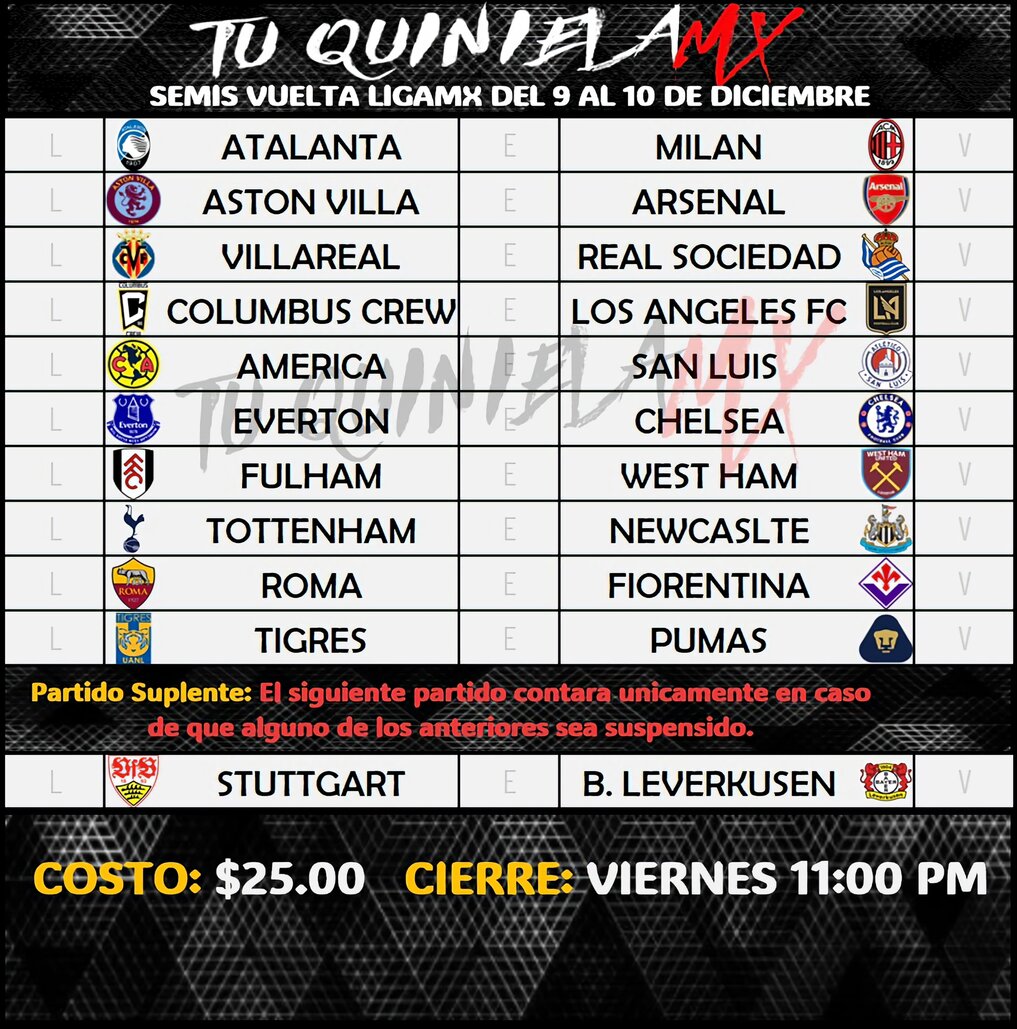 TU QUINIELAMX
SEMIS VUELTA LIGAMX DEL 9 AL 10 DE DICIEMBRE
L ATALANTA E MILAN V
L ASTON VILLA E ARSENAL V
L VILLAREAL E REAL SOCIEDAD V
L COLUMBUS CREW E LOS ANGELES FC V
L AMERICA E SAN LUIS V
L EVERTON E CHELSEA V
L FULHAM E WEST HAM V
L TOTTENHAM E NEWCASLTE V
L ROMA E FIORENTINA V
L TIGRES E PUMAS V
Partido Suplente: El siguiente partido contara unicamente en caso
de que alguno de los anteriores sea suspensido.
L STUTTGART E B. LEVERKUSEN V
COSTO: $25.00 CIERRE: VIERNES 11:00 PM